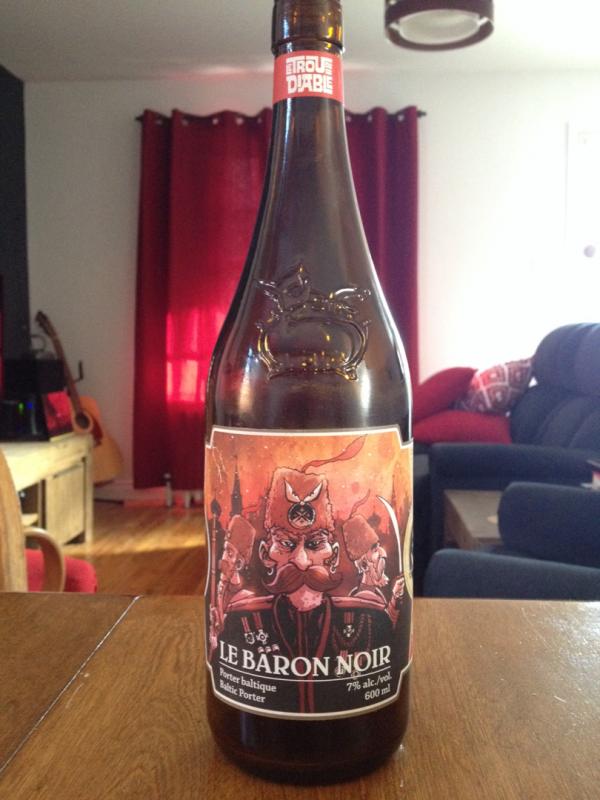 LE TROU
DU DIABLE
LE BARON NOIR
Porter baltique
Baltic Porter
7% alc./vol.
600 ml